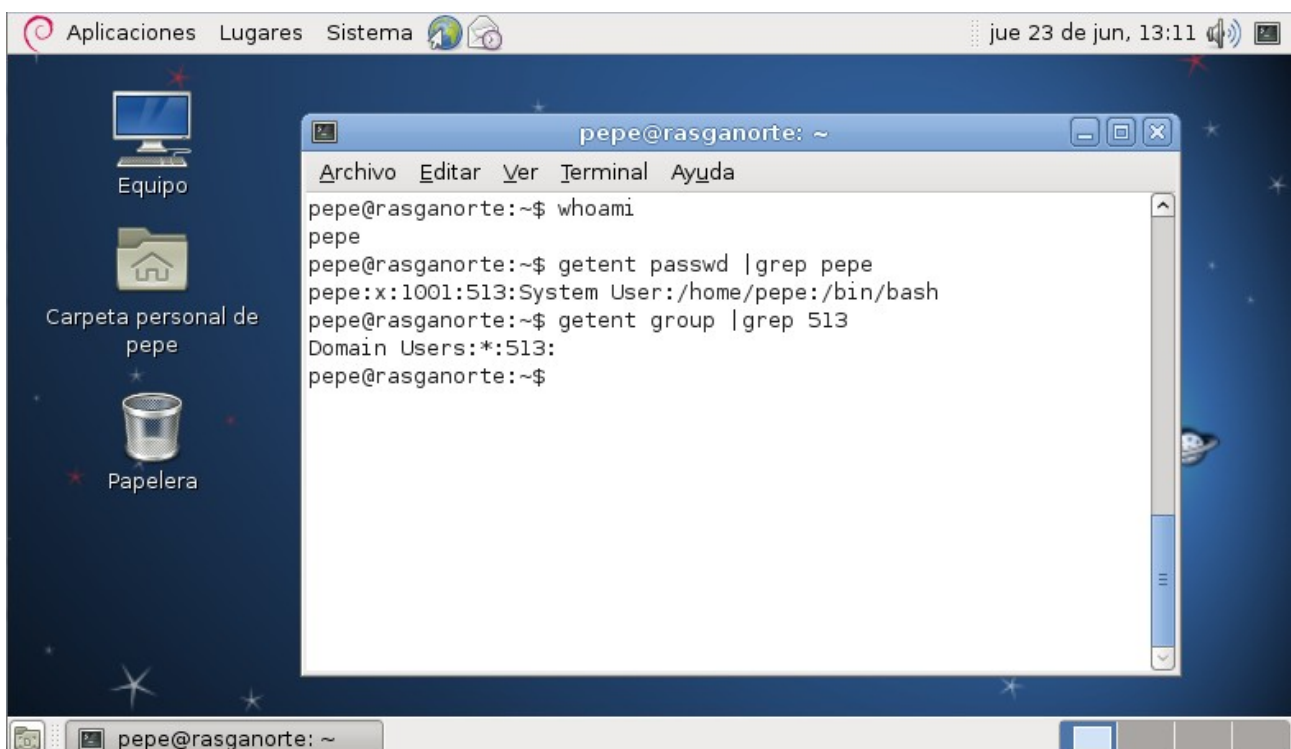 Aplicaciones Lugares Sistema
jue 23 de jun, 13:11
Equipo
Carpeta personal de
pepe
Papelera
pepe@rasganorte: ~
Archivo Editar Ver Terminal Ayuda
pepe@rasganorte:~$ whoami
pepe
pepe@rasganorte:~$ getent passwd |grep pepe
pepe:x:1001:513:System User:/home/pepe:/bin/bash
pepe@rasganorte:~$ getent group |grep 513
Domain Users:*:513:
pepe@rasganorte:~$
pepe@rasganorte: ~